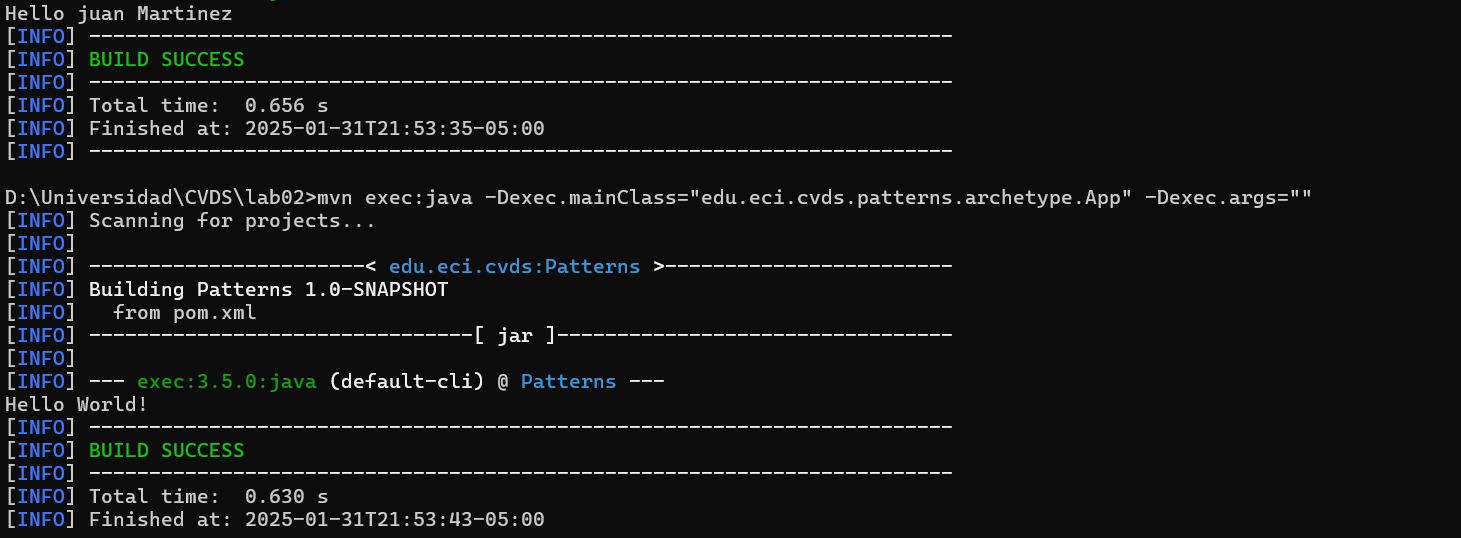 Hello juan Martinez
[INFO] ------------------------------------------------------------------------
[INFO] BUILD SUCCESS
[INFO] ------------------------------------------------------------------------
[INFO] Total time:  0.656 s
[INFO] Finished at: 2025-01-31T21:53:35-05:00
[INFO] ------------------------------------------------------------------------
D:\Universidad\CVDS\lab02>mvn exec:java -Dexec.mainClass="edu.eci.cvds.patterns.archetype.App" -Dexec.args=""
[INFO] Scanning for projects...
[INFO]
[INFO] -----------------------< edu.eci.cvds:Patterns >------------------------
[INFO] Building Patterns 1.0-SNAPSHOT
[INFO]   from pom.xml
[INFO] --------------------------------[ jar ]---------------------------------
[INFO]
[INFO] --- exec:3.5.0:java (default-cli) @ Patterns ---
Hello World!
[INFO] ------------------------------------------------------------------------
[INFO] BUILD SUCCESS
[INFO] ------------------------------------------------------------------------
[INFO] Total time:  0.630 s
[INFO] Finished at: 2025-01-31T21:53:43-05:00